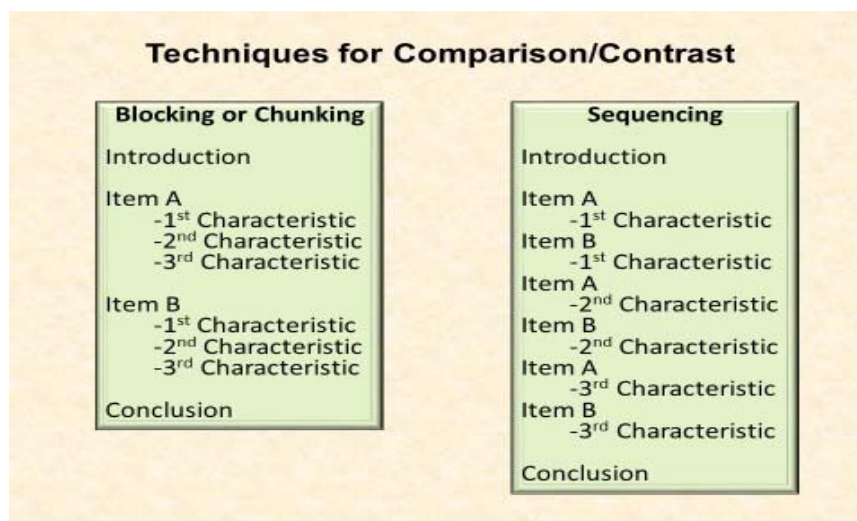 Techniques for Comparison/Contrast
Blocking or Chunking
Introduction
Item A
-1st Characteristic
-2nd Characteristic
-3rd Characteristic
Item B
-1st Characteristic
-2nd Characteristic
-3rd Characteristic
Conclusion
Sequencing
Introduction
Item A
-1st Characteristic
Item B
-1st Characteristic
Item A
-2nd Characteristic
Item B
-2nd Characteristic
Item A
-3rd Characteristic
Item B
-3rd Characteristic
Conclusion